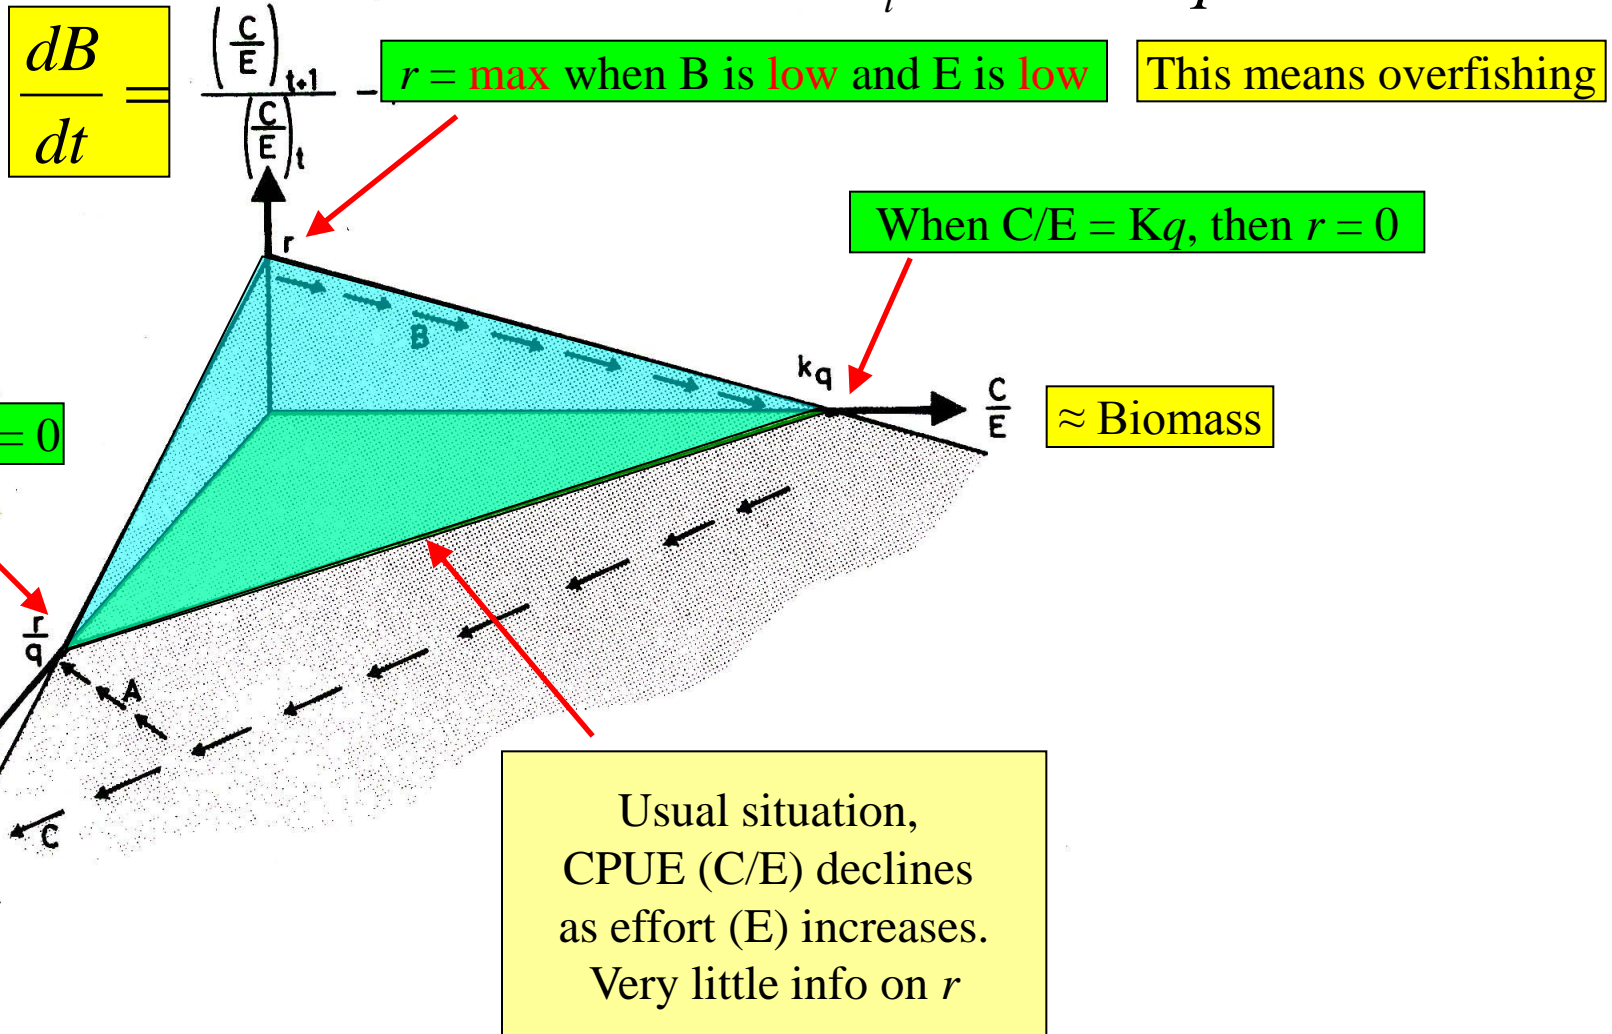 dB
dt
=
(C/E)t+1
(C/E)t
–
r = max when B is low and E is low
This means overfishing
r
When C/E = Kq, then r = 0
B
kq
C
E
≈ Biomass
= 0
r
q
A
C
Usual situation,
CPUE (C/E) declines
as effort (E) increases.
Very little info on r